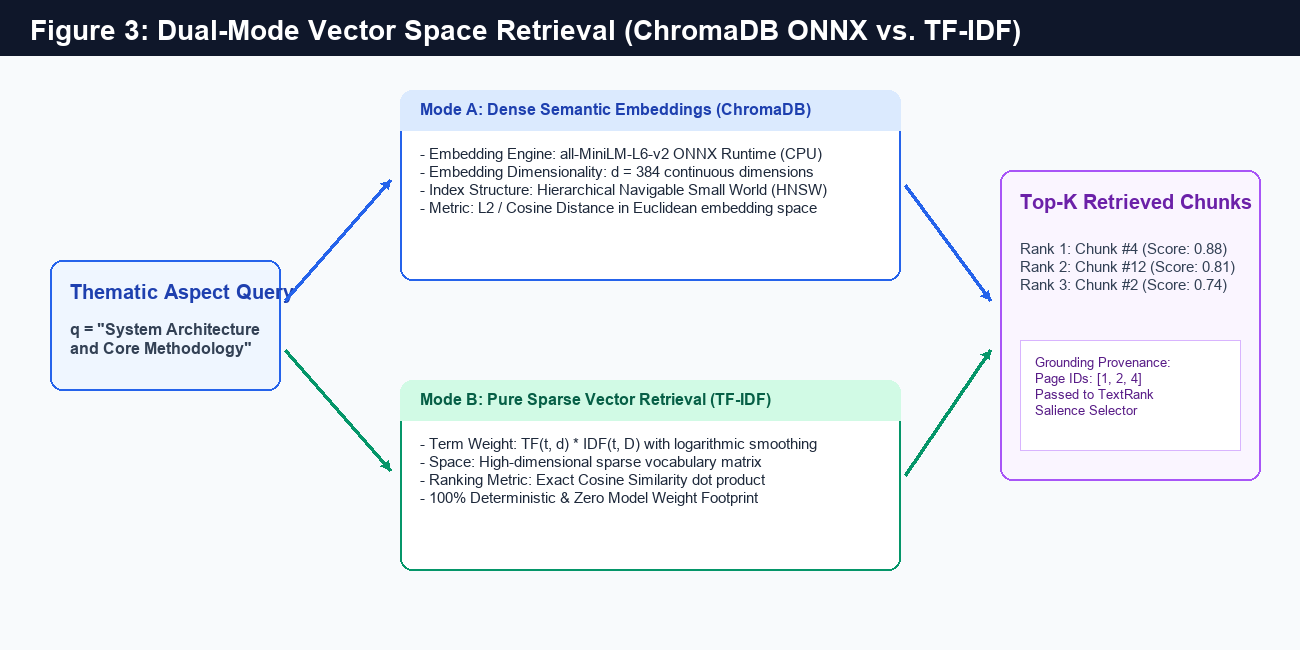 Figure 3: Dual-Mode Vector Space Retrieval (ChromaDB ONNX vs. TF-IDF)
Thematic Aspect Query
q = "System Architecture
and Core Methodology"
Mode A: Dense Semantic Embeddings (ChromaDB)
- Embedding Engine: all-MiniLM-L6-v2 ONNX Runtime (CPU)
- Embedding Dimensionality: d = 384 continuous dimensions
- Index Structure: Hierarchical Navigable Small World (HNSW)
- Metric: L2 / Cosine Distance in Euclidean embedding space
Mode B: Pure Sparse Vector Retrieval (TF-IDF)
- Term Weight: TF(t, d) * IDF(t, D) with logarithmic smoothing
- Space: High-dimensional sparse vocabulary matrix
- Ranking Metric: Exact Cosine Similarity dot product
- 100% Deterministic & Zero Model Weight Footprint
Top-K Retrieved Chunks
Rank 1: Chunk #4 (Score: 0.88)
Rank 2: Chunk #12 (Score: 0.81)
Rank 3: Chunk #2 (Score: 0.74)
Grounding Provenance:
Page IDs: [1, 2, 4]
Passed to TextRank
Salience Selector